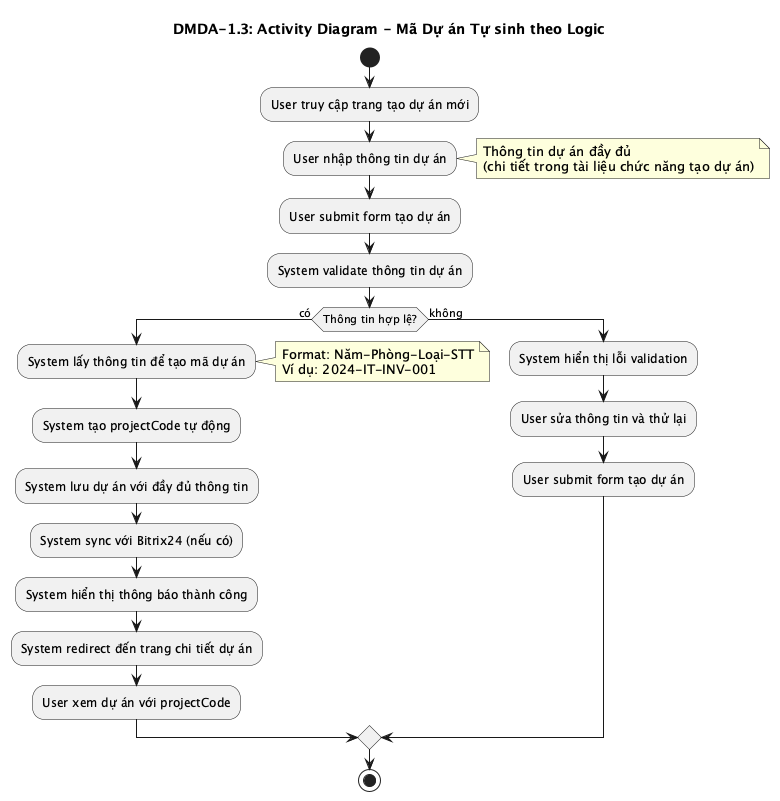 DMDA-1.3: Activity Diagram - Mã Dự án Tự sinh theo Logic
User truy cập trang tạo dự án mới
User nhập thông tin dự án
Thông tin dự án đầy đủ
(chi tiết trong tài liệu chức năng tạo dự án)
User submit form tạo dự án
System validate thông tin dự án
có
Thông tin hợp lệ?
không
System lấy thông tin để tạo mã dự án
Format: Năm-Phòng-Loại-STT
Ví dụ: 2024-IT-INV-001
System tạo projectCode tự động
System lưu dự án với đầy đủ thông tin
System sync với Bitrix24 (nếu có)
System hiển thị thông báo thành công
System redirect đến trang chi tiết dự án
User xem dự án với projectCode
System hiển thị lỗi validation
User sửa thông tin và thử lại
User submit form tạo dự án